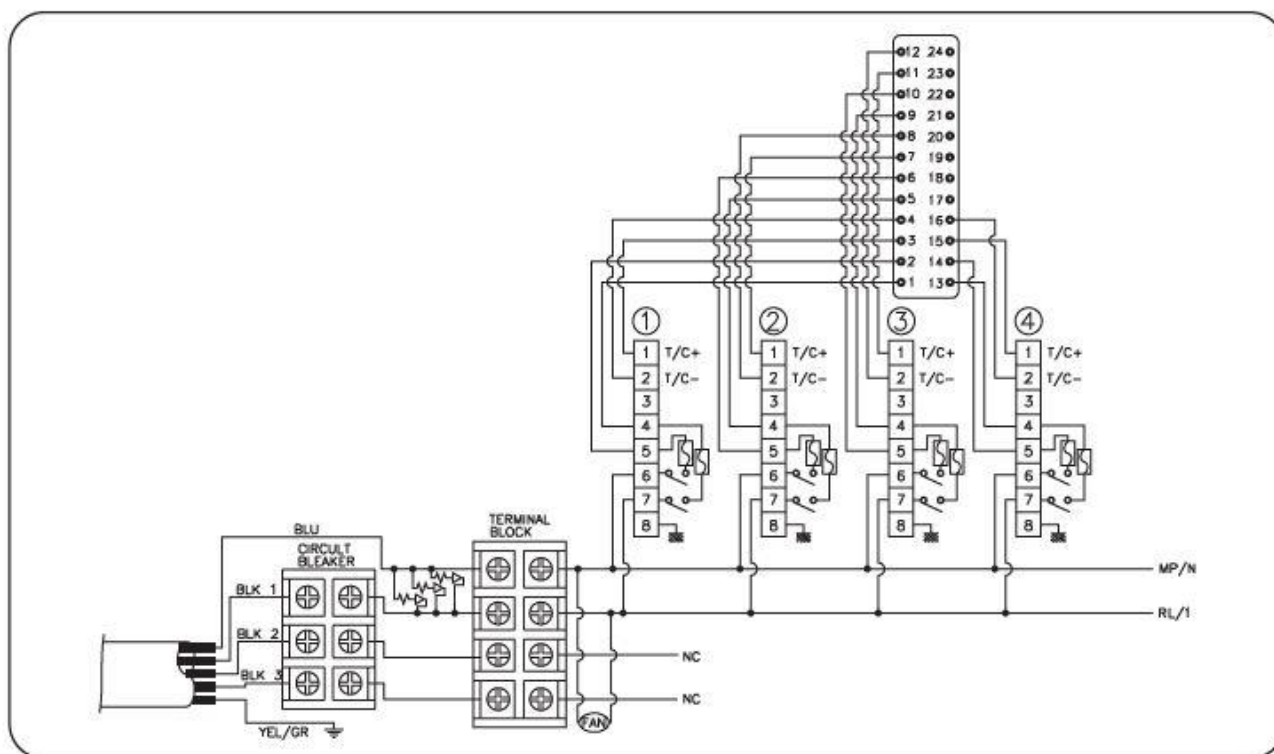 12 24
11 23
10 22
9 21
8 20
7 19
6 18
5 17
4 16
3 15
2 14
1 13
① ② ③ ④
1 T/C+ 1 T/C+ 1 T/C+ 1 T/C+
2 T/C- 2 T/C- 2 T/C- 2 T/C-
3 3 3 3
4 4 4 4
5 5 5 5
6 6 6 6
7 7 7 7
8 8 8 8
BLU
TERMINAL
BLOCK
CIRCULT
BLEAKER
MP/N
BLK 1
RL/1
BLK 2
NC
BLK 3
NC
YEL/GR
FAN